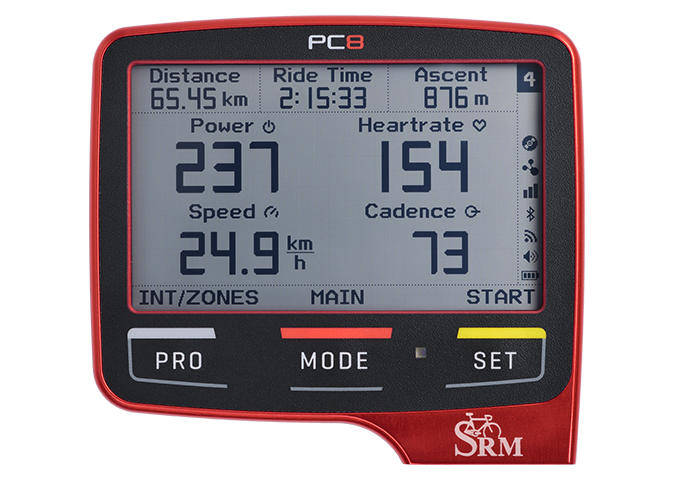 PC8
Distance Ride Time Ascent 4
65.45 km 2:15:33 876 m
Power Heartrate
237 154
Speed Cadence
24.9 km/h 73
INT/ZONES MAIN START
PRO MODE SET
SRM